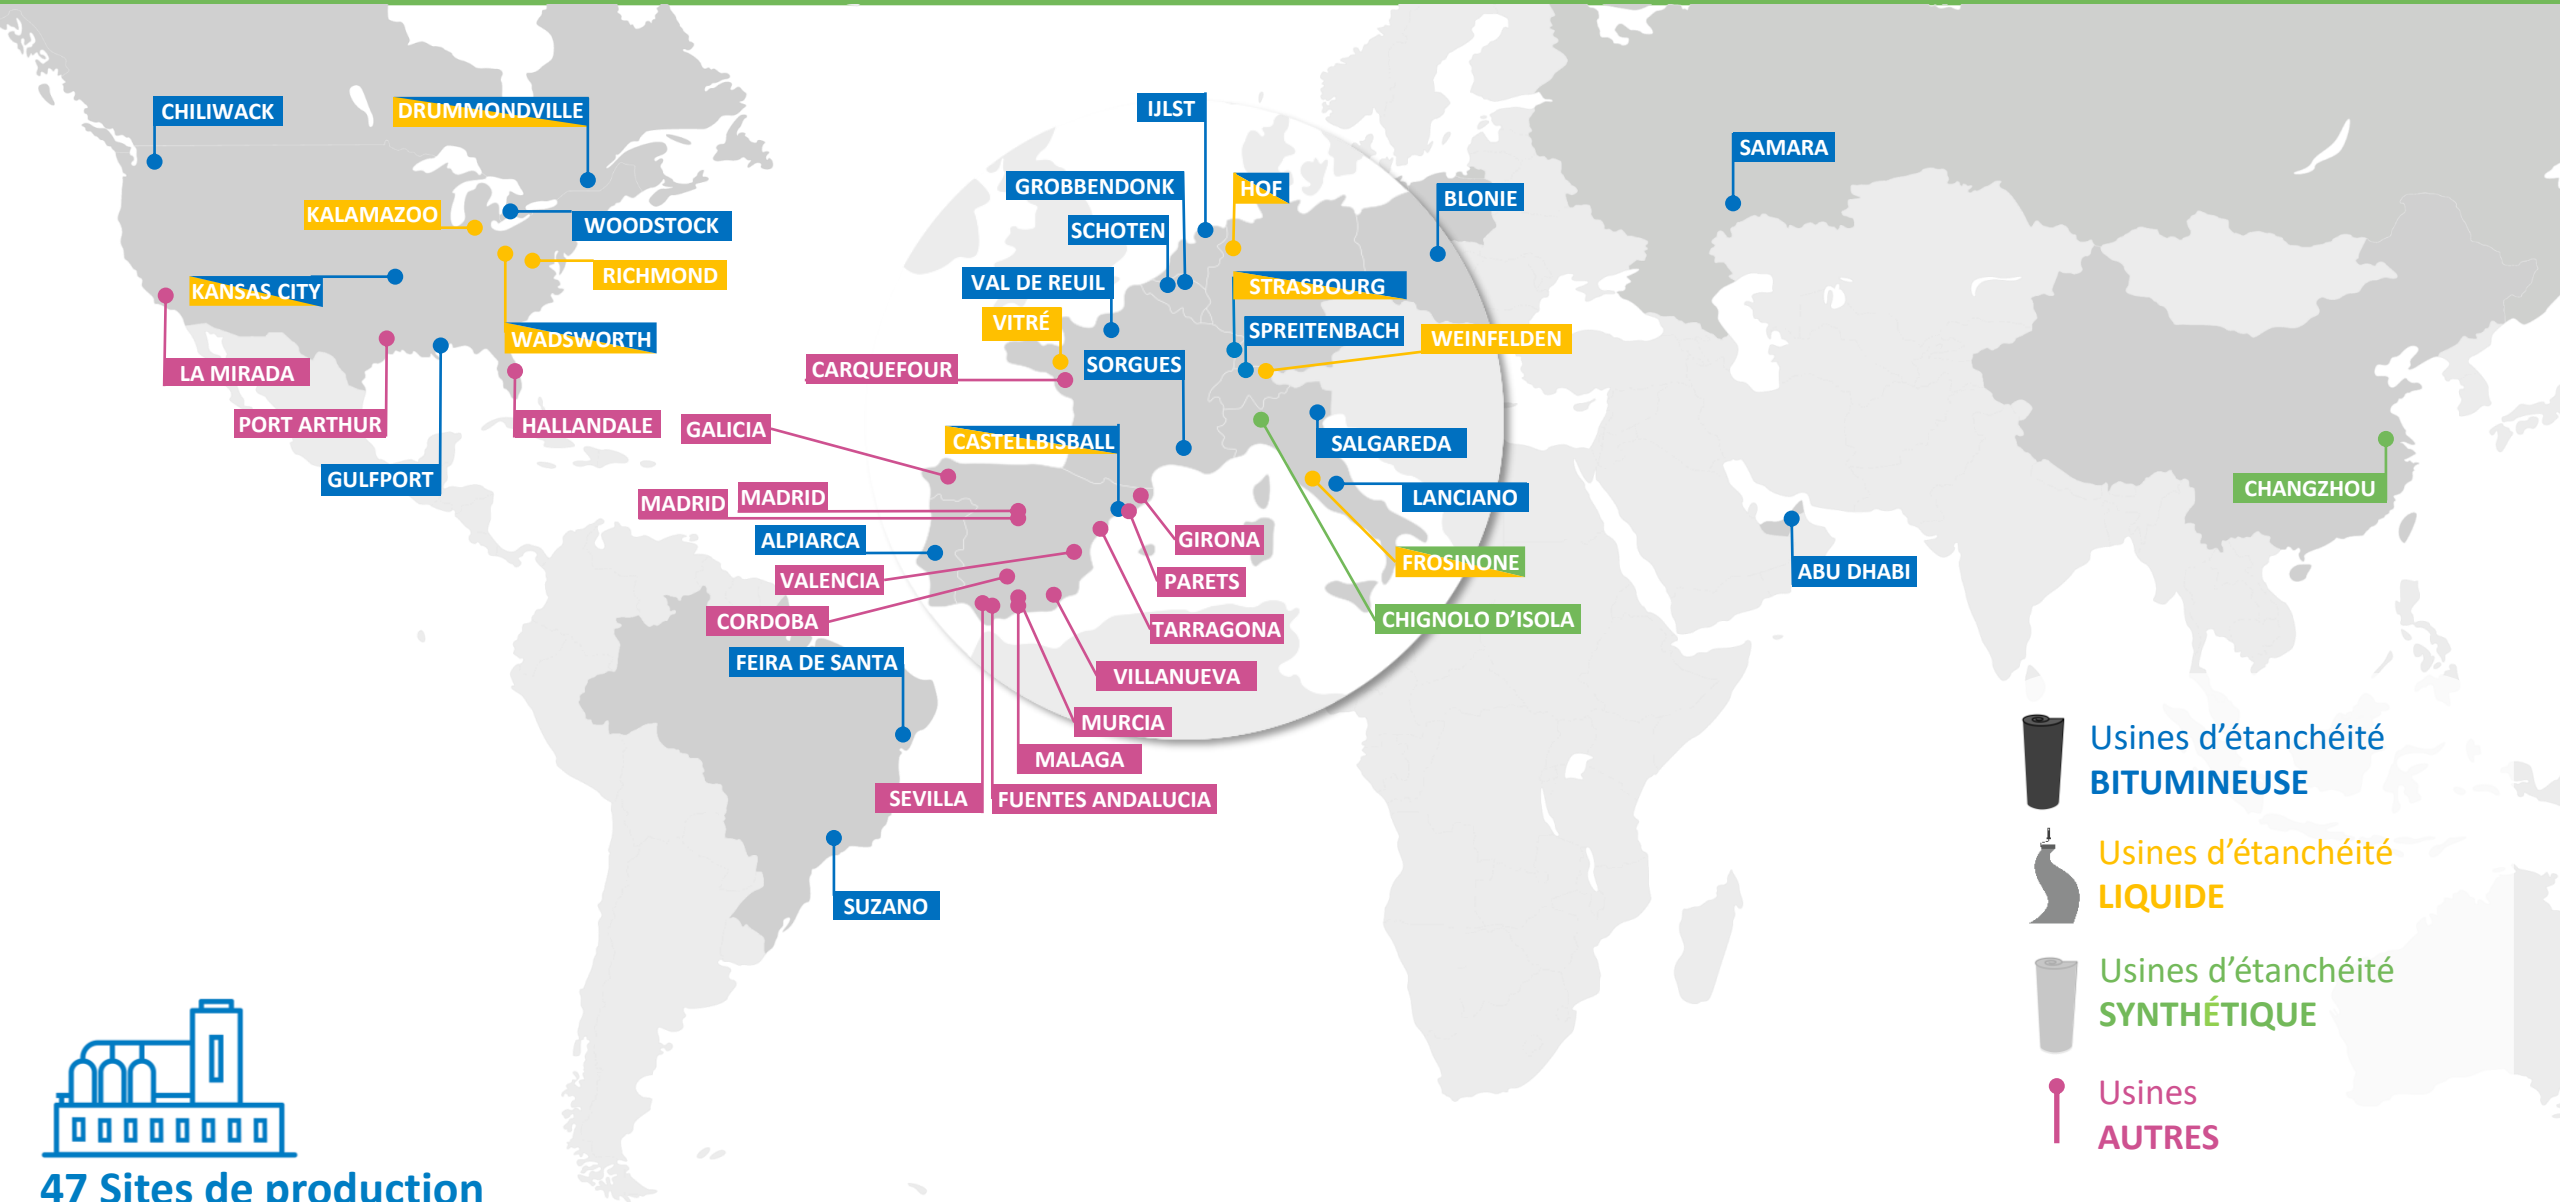 CHILIWACK
DRUMMONDVILLE
KALAMAZOO
WOODSTOCK
RICHMOND
KANSAS CITY
WADSWORTH
LA MIRADA
PORT ARTHUR
HALLANDALE
GULFPORT
IJLST
GROBBENDONK
HOF
SCHOTEN
BLONIE
SAMARA
VAL DE REUIL
STRASBOURG
VITRÉ
SPREITENBACH
WEINFELDEN
CARQUEFOUR
SORGUES
GALICIA
CASTELLBISBALL
SALGAREDA
MADRID
MADRID
LANCIANO
CHANGZHOU
ALPIARCA
GIRONA
FROSINONE
ABU DHABI
VALENCIA
PARETS
CORDOBA
TARRAGONA
CHIGNOLO D’ISOLA
FEIRA DE SANTA
VILLANUEVA
MURCIA
MALAGA
SEVILLA
FUENTES ANDALUCIA
SUZANO
Usines d’étanchéité
BITUMINEUSE
Usines d’étanchéité
LIQUIDE
Usines d’étanchéité
SYNTHÉTIQUE
Usines
AUTRES
47 Sites de production